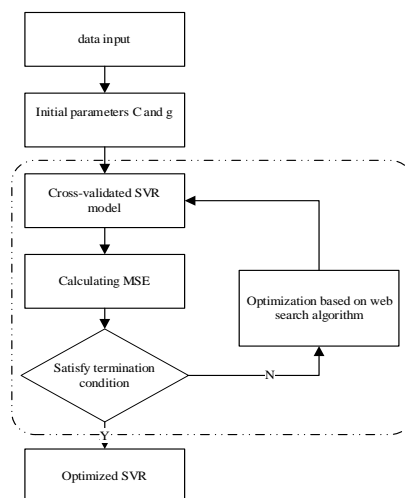 data input
Initial parameters C and g
Cross-validated SVR
model
Calculating MSE
Optimization based on web
search algorithm
Satisfy termination
condition
N
Y
Optimized SVR